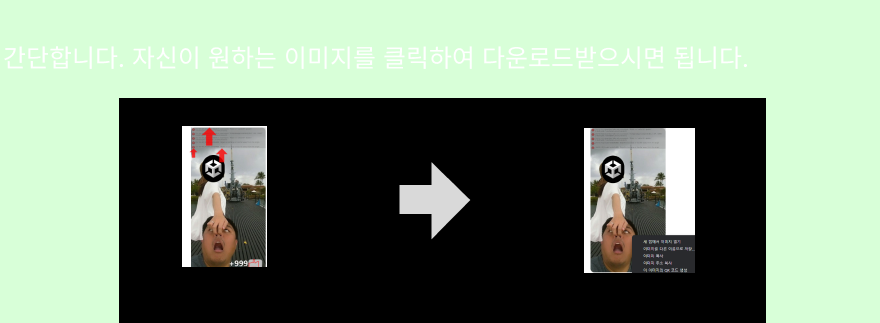 간단합니다. 자신이 원하는 이미지를 클릭하여 다운로드받으시면 됩니다.
+999
새 탭에서 이미지 열기
이미지를 다른 이름으로 저장...
이미지 복사
이미지 주소 복사
이 이미지의 QR 코드 생성